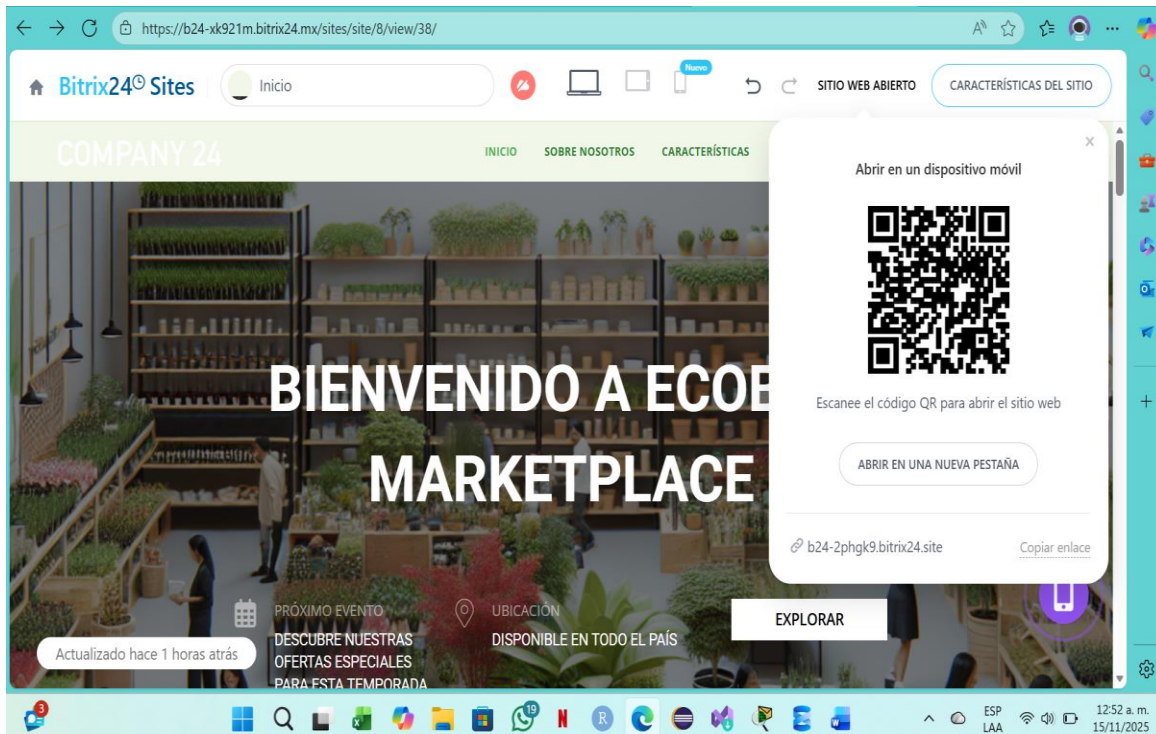 https://b24-xk921m.bitrix24.mx/sites/site/8/view/38/
Bitrix24 Sites
Inicio
Nuevo
SITIO WEB ABIERTO
CARACTERÍSTICAS DEL SITIO
COMPANY 24
INICIO SOBRE NOSOTROS CARACTERÍSTICAS
Abrir en un dispositivo móvil
Escanee el código QR para abrir el sitio web
ABRIR EN UNA NUEVA PESTAÑA
b24-2phgk9.bitrix24.site
Copiar enlace
BIENVENIDO A
MARKETPLACE
PRÓXIMO EVENTO
DESCUBRE NUESTRAS
OFERTAS ESPECIALES
PARA ESTA TEMPORADA
UBICACIÓN
DISPONIBLE EN TODO EL PAÍS
EXPLORAR
Actualizado hace 1 horas atrás
3
19
ESP
LAA
12:52 a. m.
15/11/2025